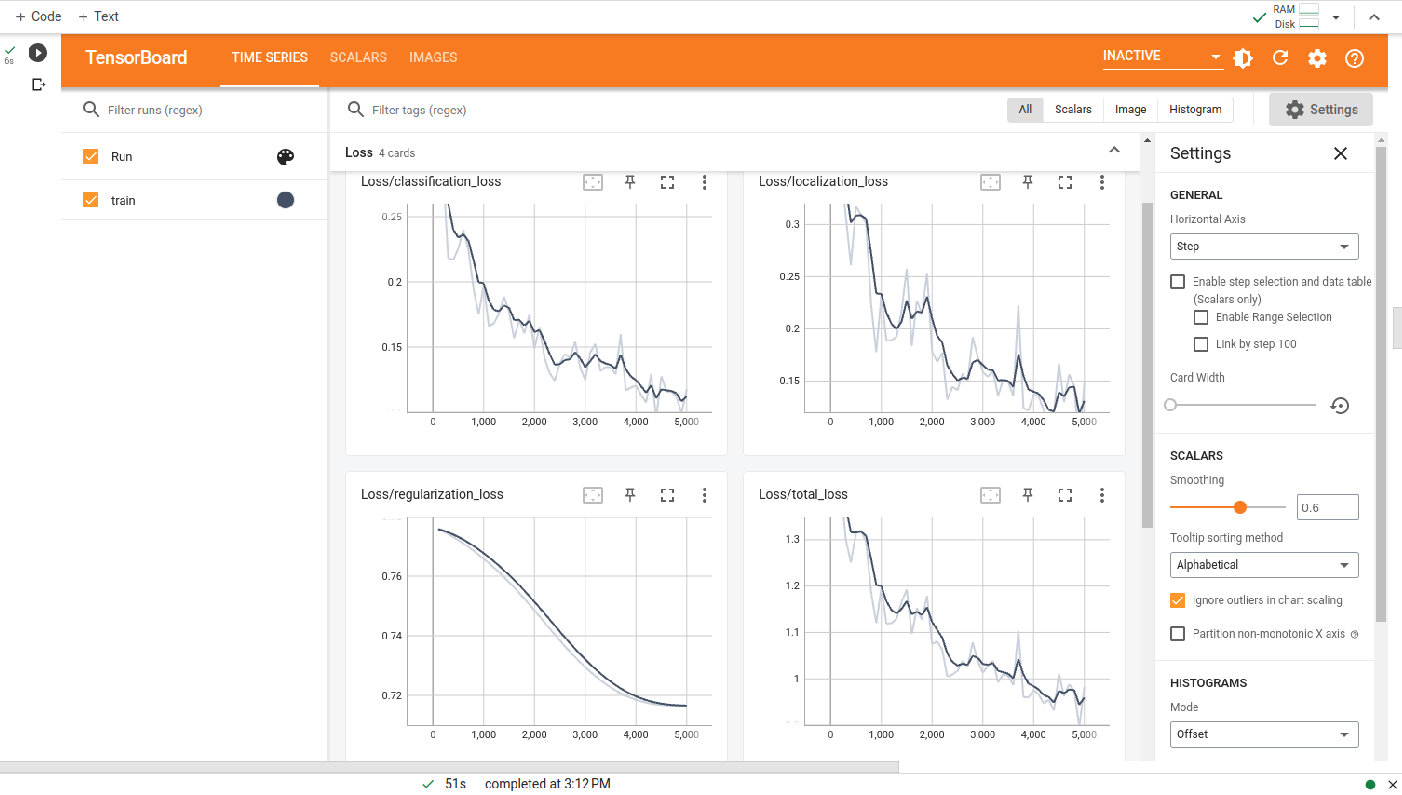 + Code + Text
RAM
Disk
6s
TensorBoard TIME SERIES SCALARS IMAGES INACTIVE
Filter runs (regex)
Filter tags (regex)
All Scalars Image Histogram
Settings
Run
train
Loss 4 cards
Loss/classification_loss
0.25
0.2
0.15
0 1,000 2,000 3,000 4,000 5,000
Loss/localization_loss
0.3
0.25
0.2
0.15
0 1,000 2,000 3,000 4,000 5,000
Loss/regularization_loss
0.76
0.74
0.72
0 1,000 2,000 3,000 4,000 5,000
Loss/total_loss
1.3
1.2
1.1
1
0 1,000 2,000 3,000 4,000 5,000
Settings
GENERAL
Horizontal Axis
Step
Enable step selection and data table
(Scalars only)
Enable Range Selection
Link by step 100
Card Width
SCALARS
Smoothing
0.6
Tooltip sorting method
Alphabetical
Ignore outliers in chart scaling
Partition non-monotonic X axis
HISTOGRAMS
Mode
Offset
51s completed at 3:12 PM